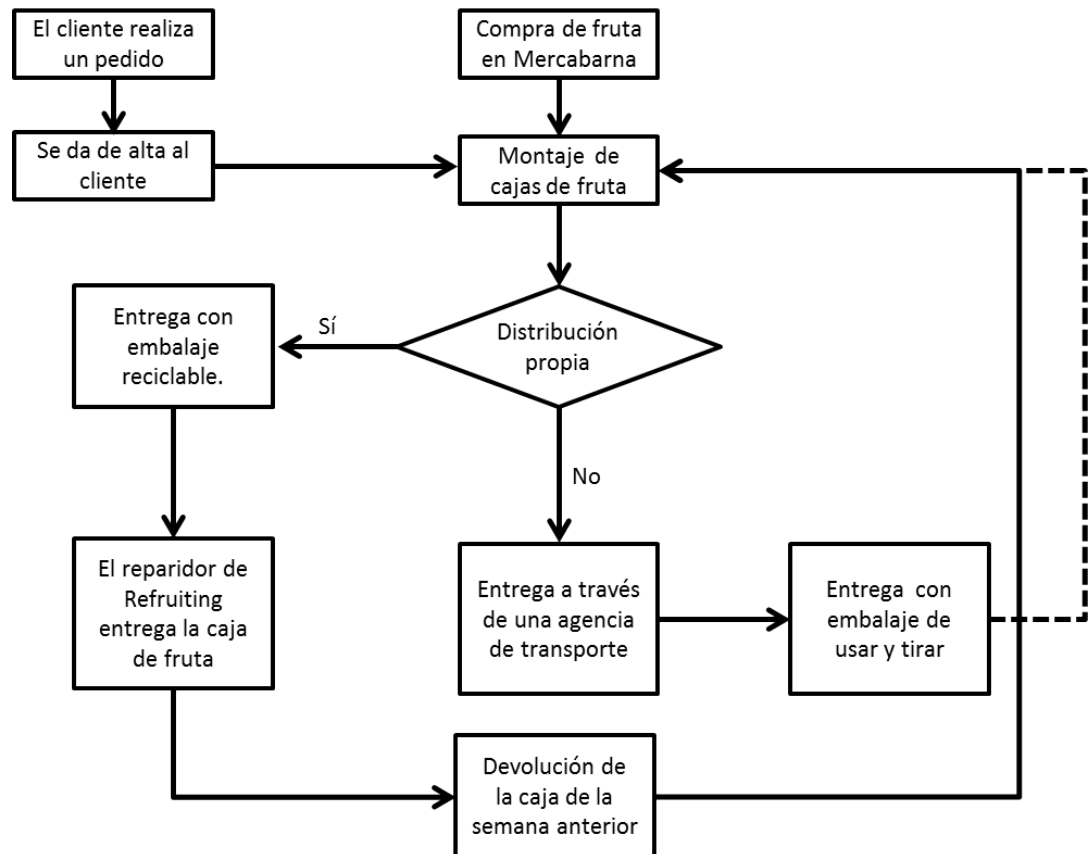 El cliente realiza
un pedido
Compra de fruta
en Mercabarna
Se da de alta al
cliente
Montaje de
cajas de fruta
Entrega con
embalaje
reciclable.
Sí
Distribución
propia
No
El reparidor de
Refruiting
entrega la caja
de fruta
Entrega a través
de una agencia
de transporte
Entrega con
embalaje de
usar y tirar
Devolución de
la caja de la
semana anterior